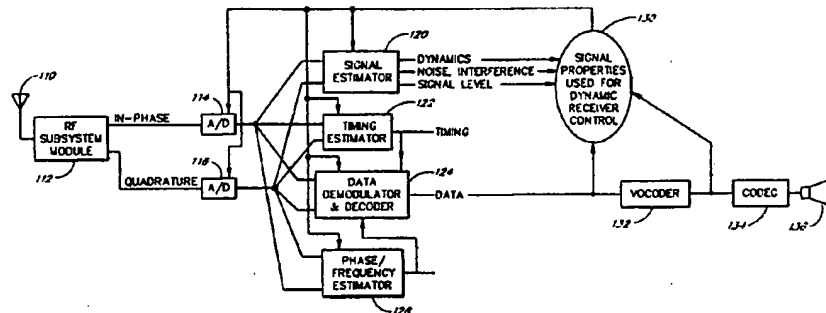 110
RF
SUBSYSTEM
MODULE
112
IN-PHASE
QUADRATURE
114
A/D
116
A/D
120
SIGNAL
ESTIMATOR
DYNAMICS
NOISE, INTERFERENCE
SIGNAL LEVEL
122
TIMING
ESTIMATOR
TIMING
124
DATA
DEMODULATOR
& DECODER
DATA
PHASE/
FREQUENCY
ESTIMATOR
126
130
SIGNAL
PROPERTIES
USED FOR
DYNAMIC
RECEIVER
CONTROL
VOCODER
132
CODEC
134
136